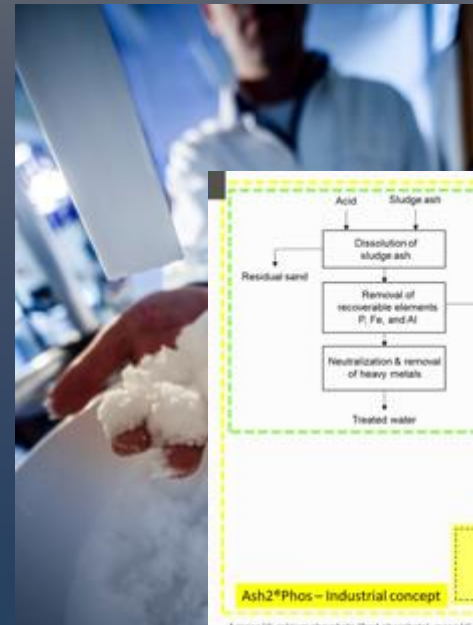 Acid Sludge ash
Dissolution of
sludge ash
Residual sand
Removal of
recoverable elements
P, Fe, and Al
Neutralization & removal
of heavy metals
Treated water
Ash2®Phos – Industrial concept